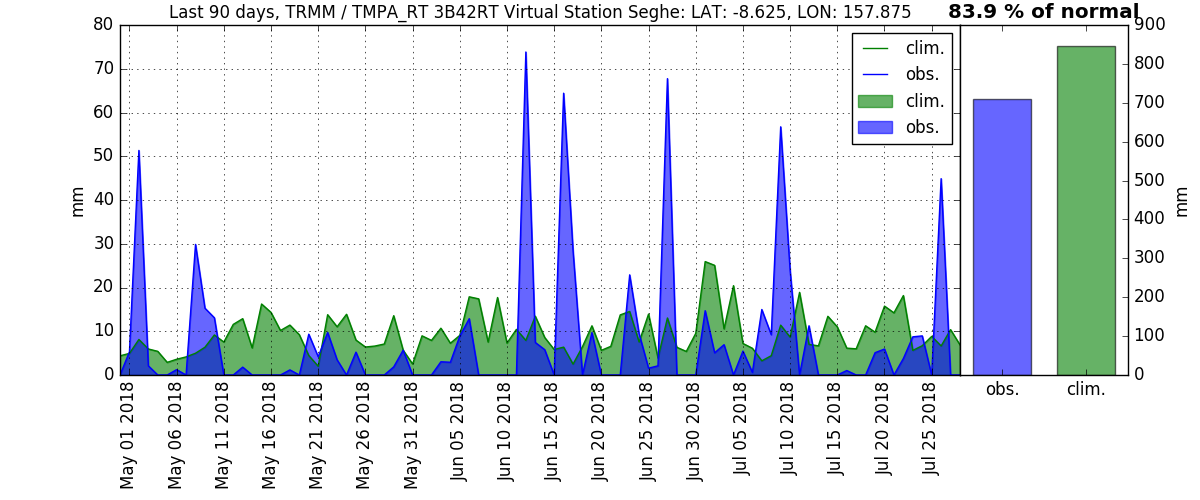 Last 90 days, TRMM / TMPA_RT 3B42RT Virtual Station Seghe: LAT: -8.625, LON: 157.875
83.9 % of normal
80
70
60
50
40
30
20
10
0
mm
clim.
obs.
clim.
obs.
May 01 2018
May 06 2018
May 11 2018
May 16 2018
May 21 2018
May 26 2018
May 31 2018
Jun 05 2018
Jun 10 2018
Jun 15 2018
Jun 20 2018
Jun 25 2018
Jun 30 2018
Jul 05 2018
Jul 10 2018
Jul 15 2018
Jul 20 2018
Jul 25 2018
900
800
700
600
500
400
300
200
100
0
mm
obs.
clim.